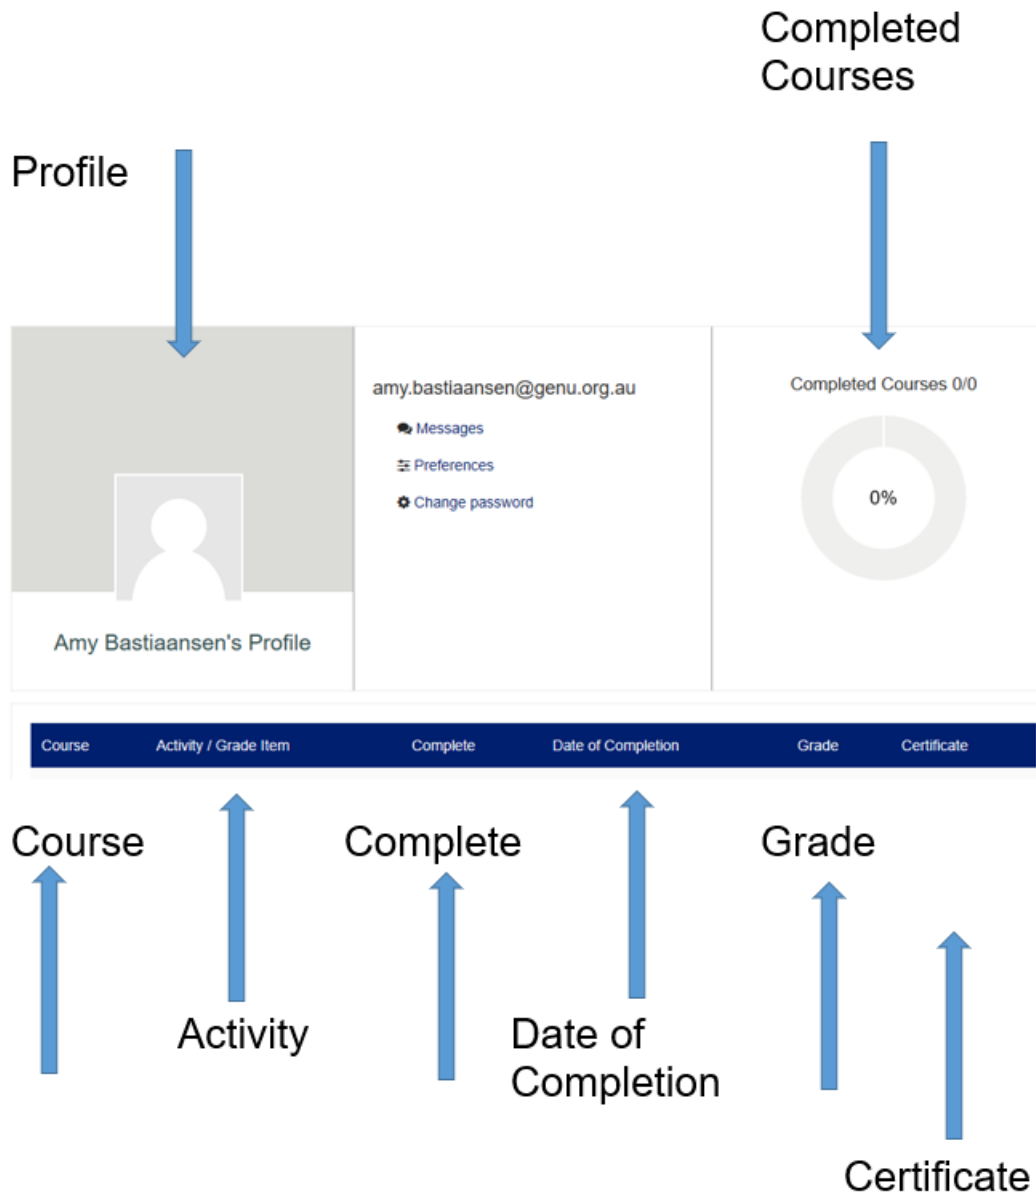 Completed
Courses
Profile
amy.bastiaansen@genu.org.au
Messages
Preferences
Change password
Completed Courses 0/0
0%
Amy Bastiaansen's Profile
Course Activity / Grade Item Complete Date of Completion Grade Certificate
Course Complete Grade
Activity Date of
Completion
Certificate